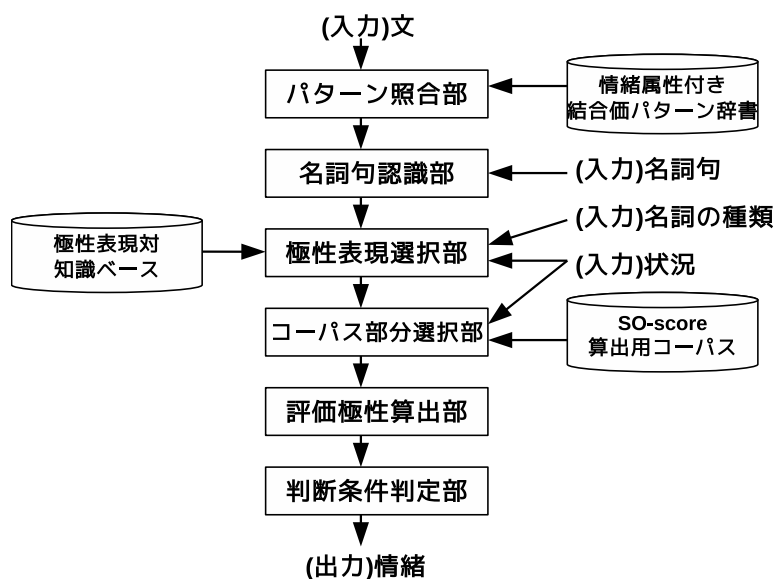 (入力)文
パターン照合部
情緒属性付き
結合価パターン辞書
名詞句認識部
(入力)名詞句
(入力)名詞の種類
極性表現対
知識ベース
極性表現選択部
(入力)状況
コーパス部分選択部
SO-score
算出用コーパス
評価極性算出部
判断条件判定部
(出力)情緒